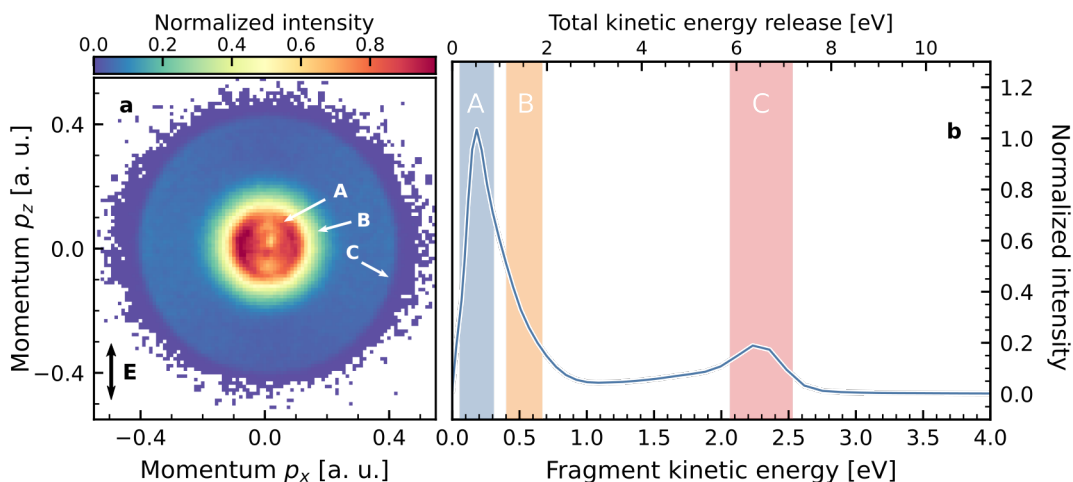 Normalized intensity
0.0 0.2 0.4 0.6 0.8
a
A
B
C
E
0.4
0.0
−0.4
Momentum p_z [a. u.]
−0.4 0.0 0.4
Momentum p_x [a. u.]
Total kinetic energy release [eV]
0 2 4 6 8 10
A B C
b
1.2
1.0
0.8
0.6
0.4
0.2
0.0
Normalized intensity
0.0 0.5 1.0 1.5 2.0 2.5 3.0 3.5 4.0
Fragment kinetic energy [eV]